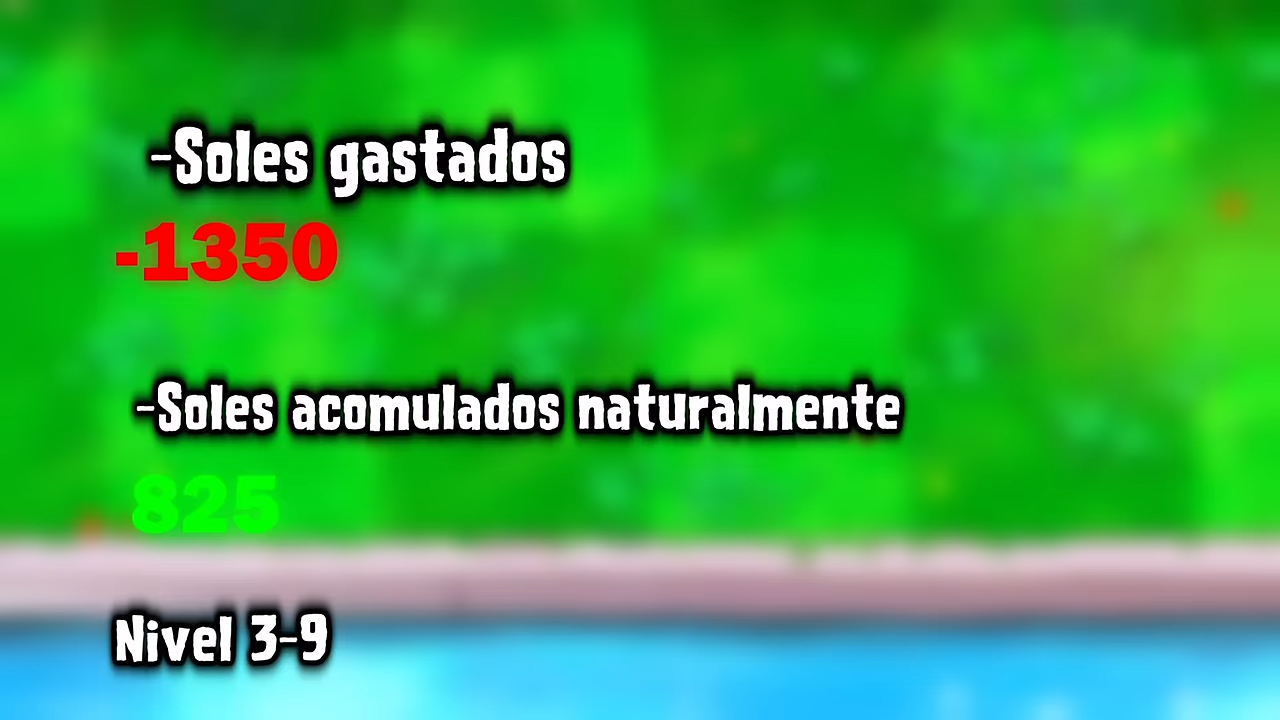 -Soles gastados
-1350
-Soles acomulados naturalmente
825
Nivel 3-9